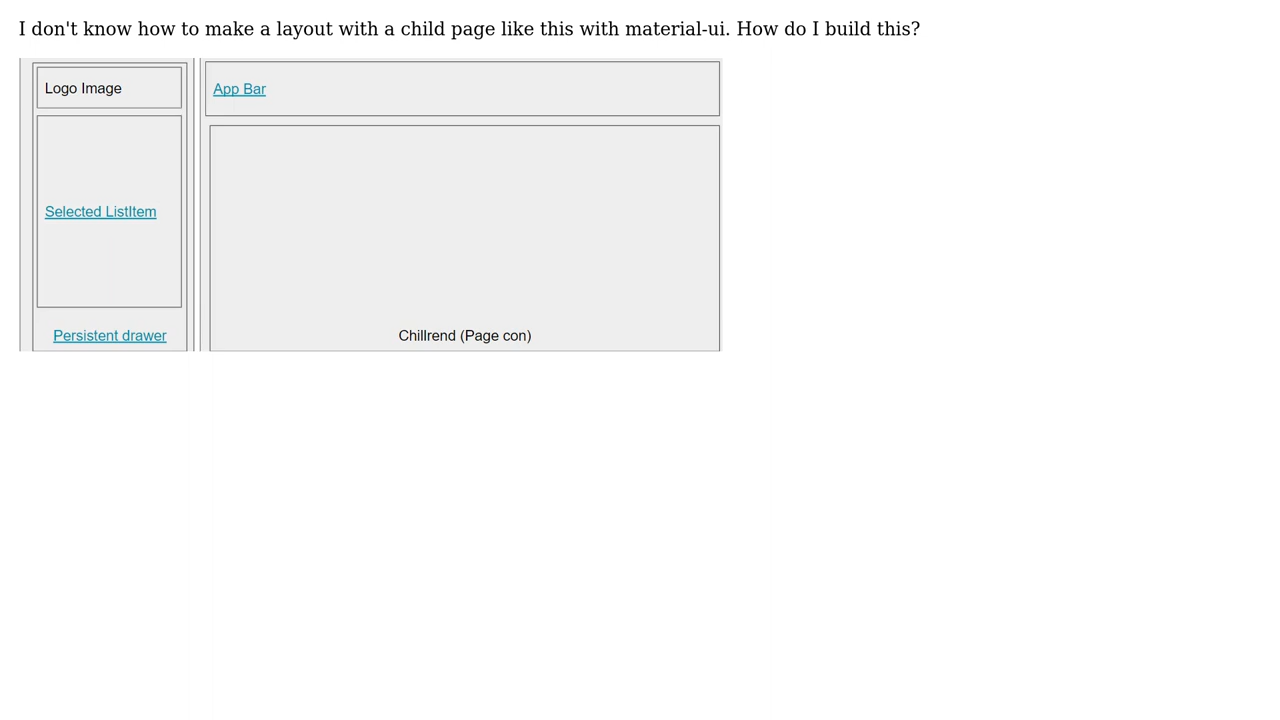 I don't know how to make a layout with a child page like this with material-ui. How do I build this?
Logo Image
App Bar
Selected ListItem
Persistent drawer
Chillrend (Page con)